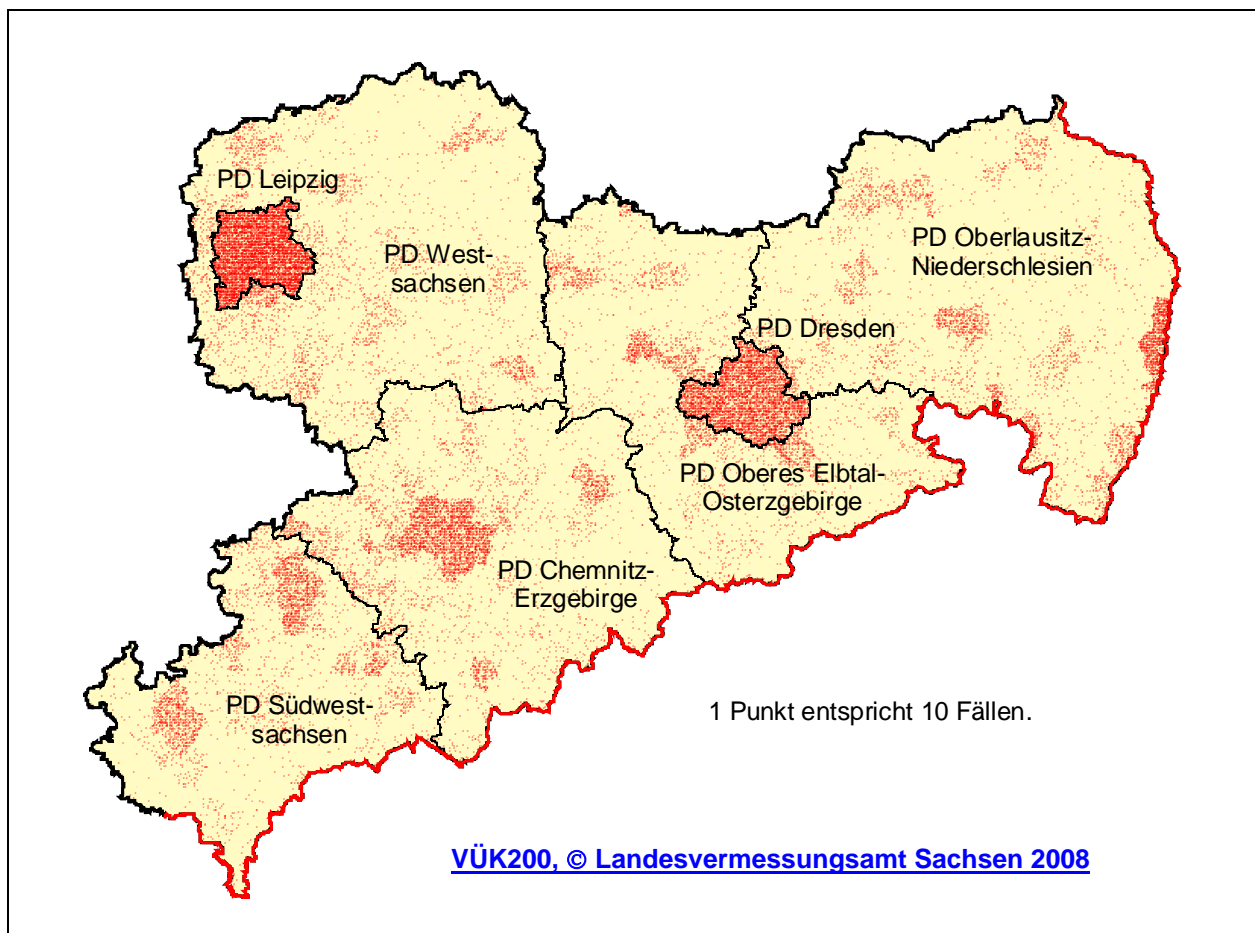 PD Leipzig
PD West-
sachsen
PD Oberlausitz-
Niederschlesien
PD Dresden
PD Oberes Elbtal-
Osterzgebirge
PD Chemnitz-
Erzgebirge
PD Südwest-
sachsen
1 Punkt entspricht 10 Fällen.
VÜK200, © Landesvermessungsamt Sachsen 2008